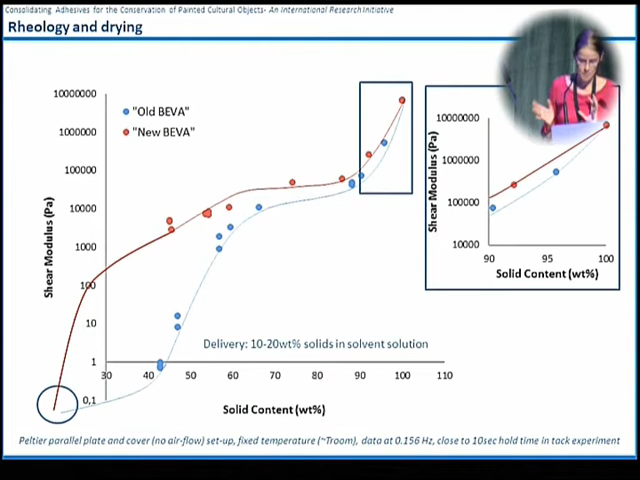 Consolidating Adhesives for the Conservation of Painted Cultural Objects- An International Research Initiative
Rheology and drying
10000000
1000000
100000
10000
1000
100
10
1
0,1
Shear Modulus (Pa)
"Old BEVA"
"New BEVA"
Delivery: 10-20wt% solids in solvent solution
30 40 50 60 70 80 90 100 110
Solid Content (wt%)
10000000
1000000
100000
10000
Shear Modulus (Pa)
90 95 100
Solid Content (wt%)
Peltier parallel plate and cover (no air-flow) set-up, fixed temperature (~Troom), data at 0.156 Hz, close to 10sec hold time in tack experiment